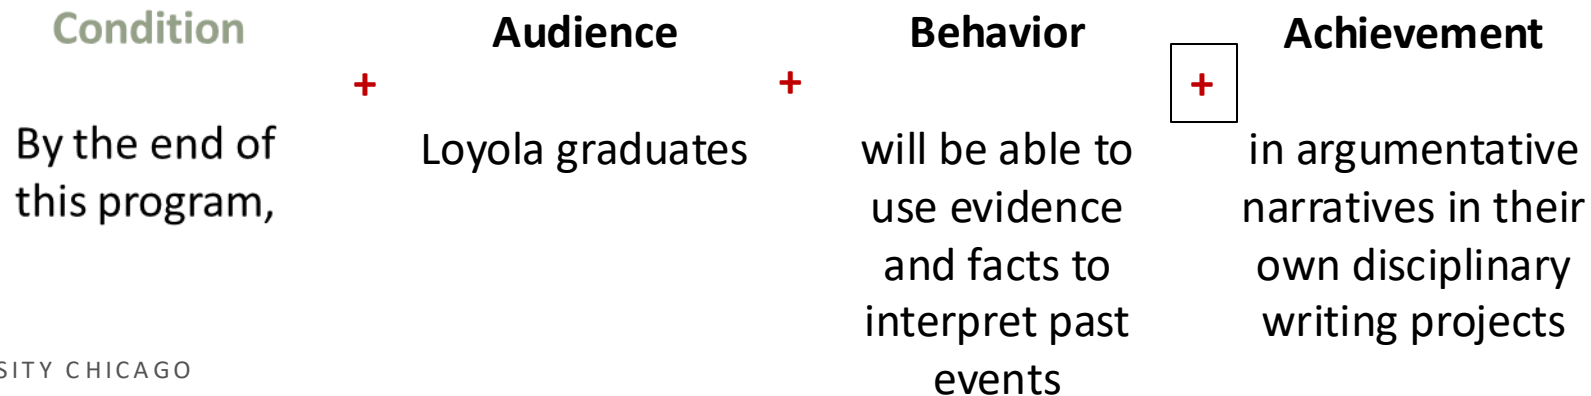 Condition
+
Audience
+
Behavior
+
Achievement
By the end of
this program,
Loyola graduates
will be able to
use evidence
and facts to
interpret past
events
in argumentative
narratives in their
own disciplinary
writing projects
CHICAGO